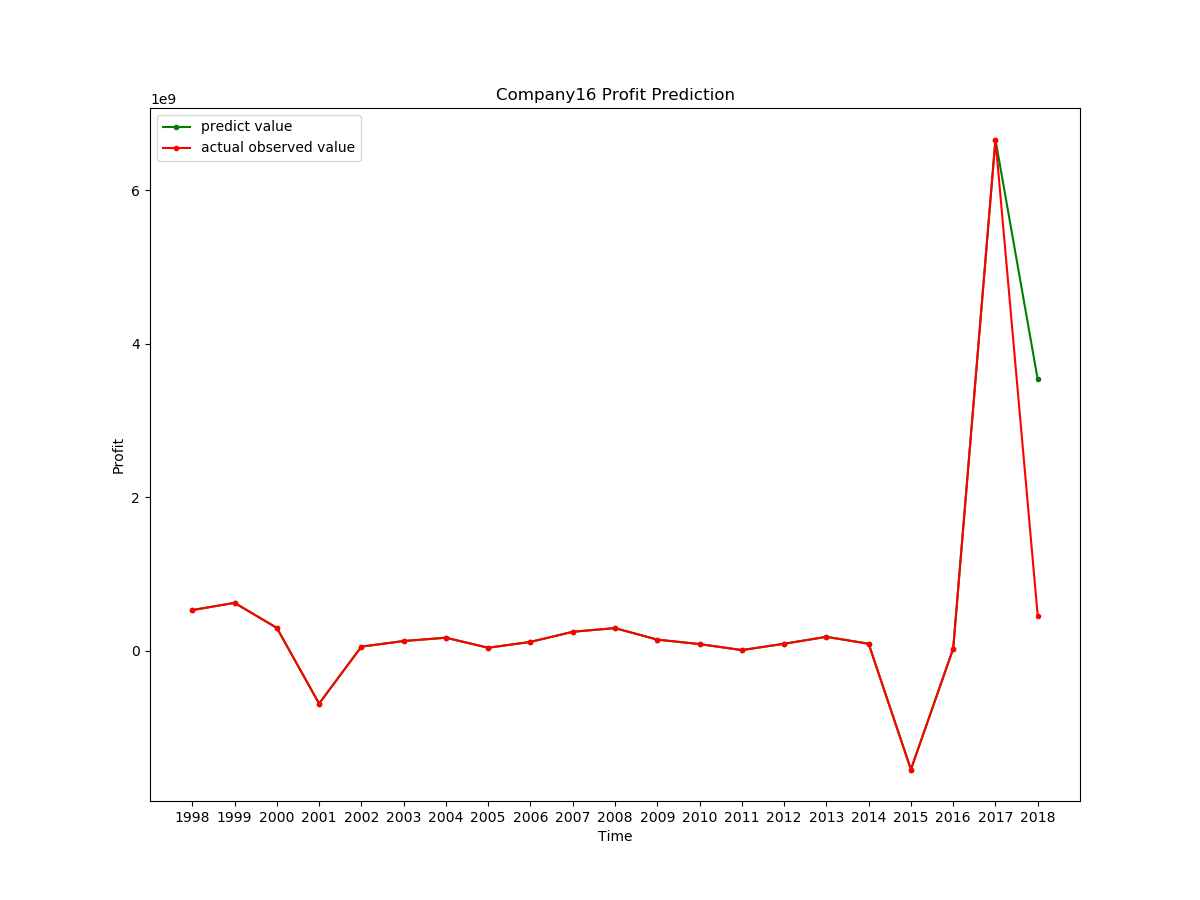 Company16 Profit Prediction
1e9
predict value
actual observed value
6
4
2
0
Profit
1998 1999 2000 2001 2002 2003 2004 2005 2006 2007 2008 2009 2010 2011 2012 2013 2014 2015 2016 2017 2018
Time